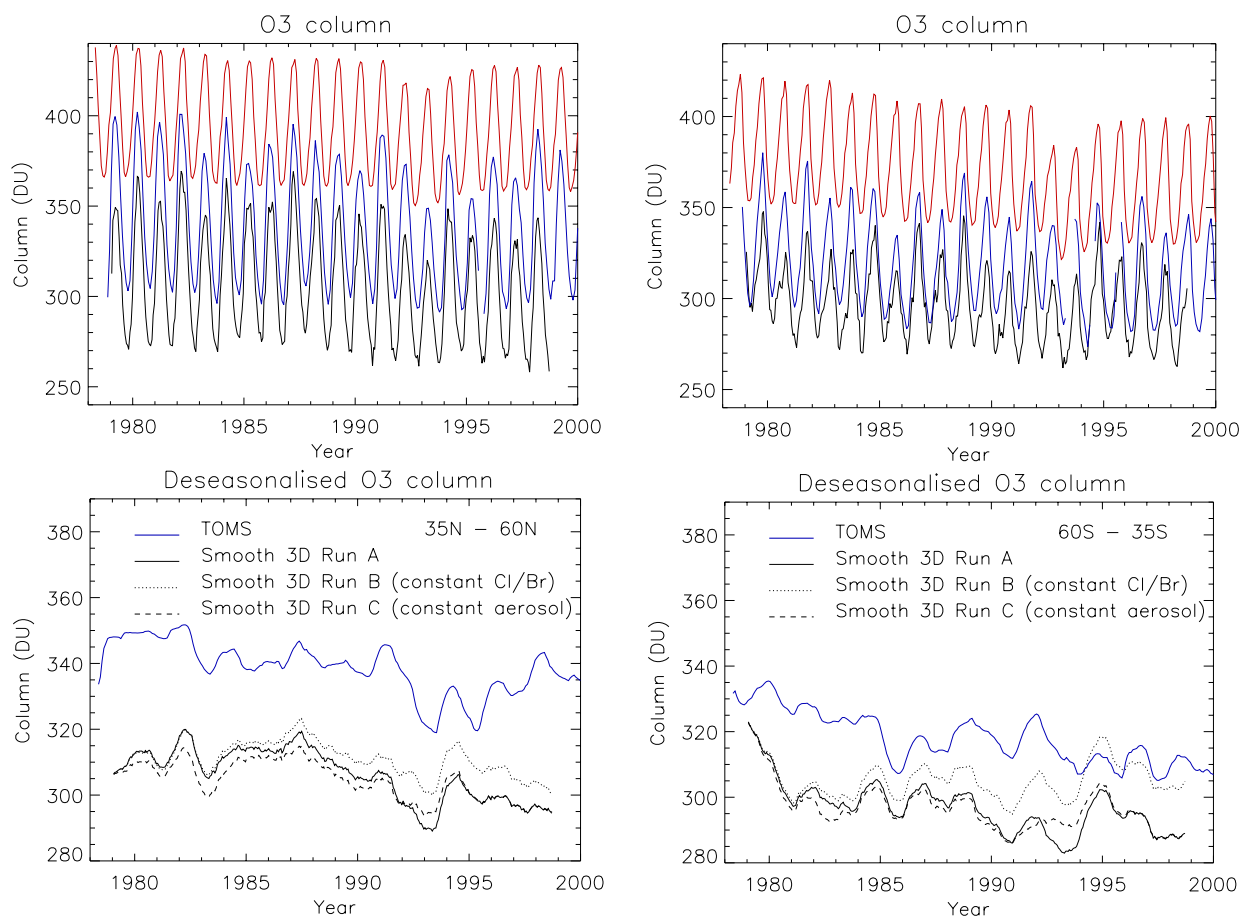 O3 column
Column (DU)
400
350
300
250
1980 1985 1990 1995 2000
Year
O3 column
Column (DU)
400
350
300
250
1980 1985 1990 1995 2000
Year
Deseasonalised O3 column
Column (DU)
380
360
340
320
300
280
TOMS 35N – 60N
Smooth 3D Run A
Smooth 3D Run B (constant Cl/Br)
Smooth 3D Run C (constant aerosol)
1980 1985 1990 1995 2000
Year
Deseasonalised O3 column
Column (DU)
380
360
340
320
300
280
TOMS 60S – 35S
Smooth 3D Run A
Smooth 3D Run B (constant Cl/Br)
Smooth 3D Run C (constant aerosol)
1980 1985 1990 1995 2000
Year